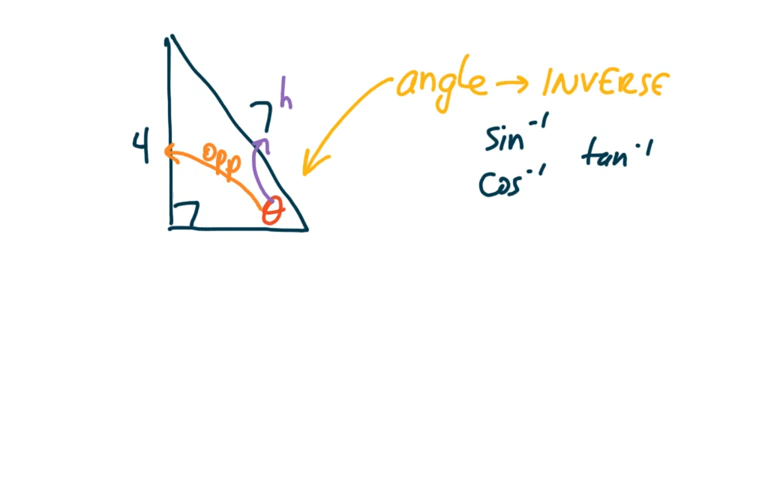 angle → INVERSE
7 h
sin⁻¹
4
opp
tan⁻¹
cos⁻¹
θ